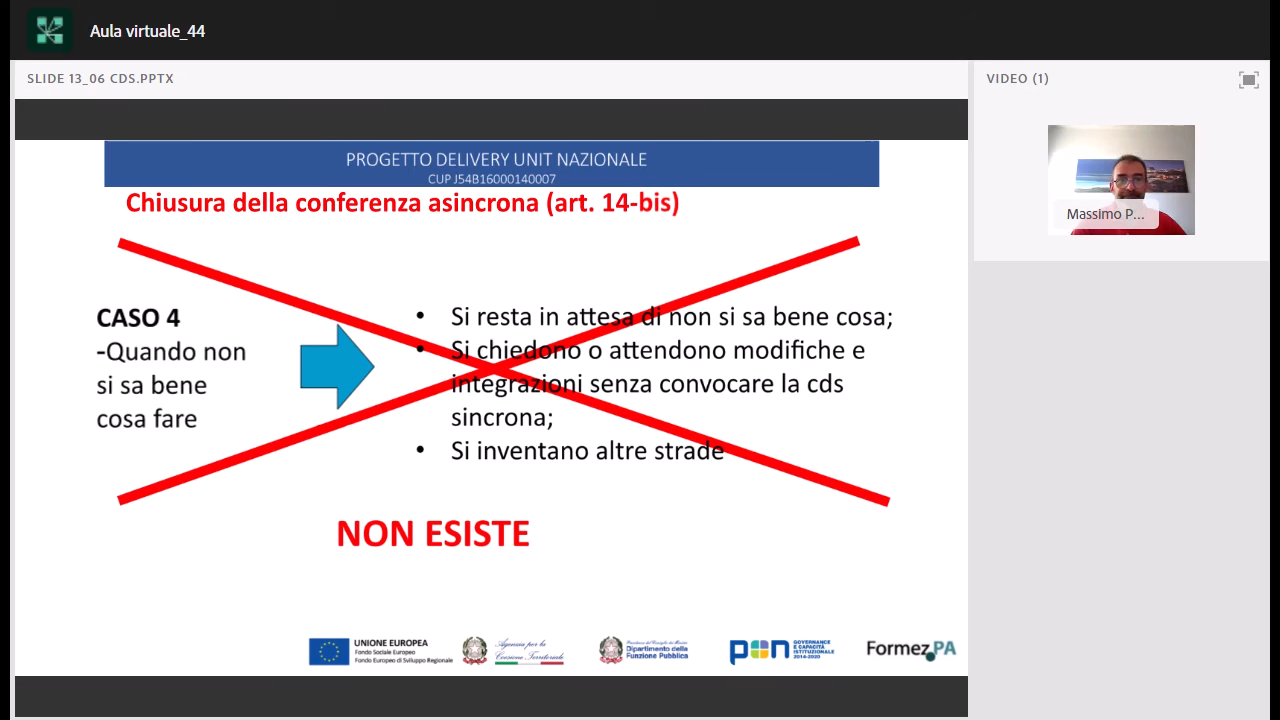 Aula virtuale_44
SLIDE 13_06 CDS.PPTX
VIDEO (1)
PROGETTO DELIVERY UNIT NAZIONALE
CUP J54B16000140007
Chiusura della conferenza asincrona (art. 14-bis)
CASO 4
-Quando non
si sa bene
cosa fare
• Si resta in attesa di non si sa bene cosa;
• Si chiedono o attendono modifiche e
integrazioni senza convocare la cds
sincrona;
• Si inventano altre strade
NON ESISTE
Massimo P...
UNIONE EUROPEA
Fondo Sociale Europeo
Fondo Europeo di Sviluppo Regionale
Agenzia per la
Coesione Territoriale
Presidenza del Consiglio dei Ministri
Dipartimento della
Funzione Pubblica
pon
GOVERNANCE
E CAPACITÀ
ISTITUZIONALE
2014-2020
Formez PA